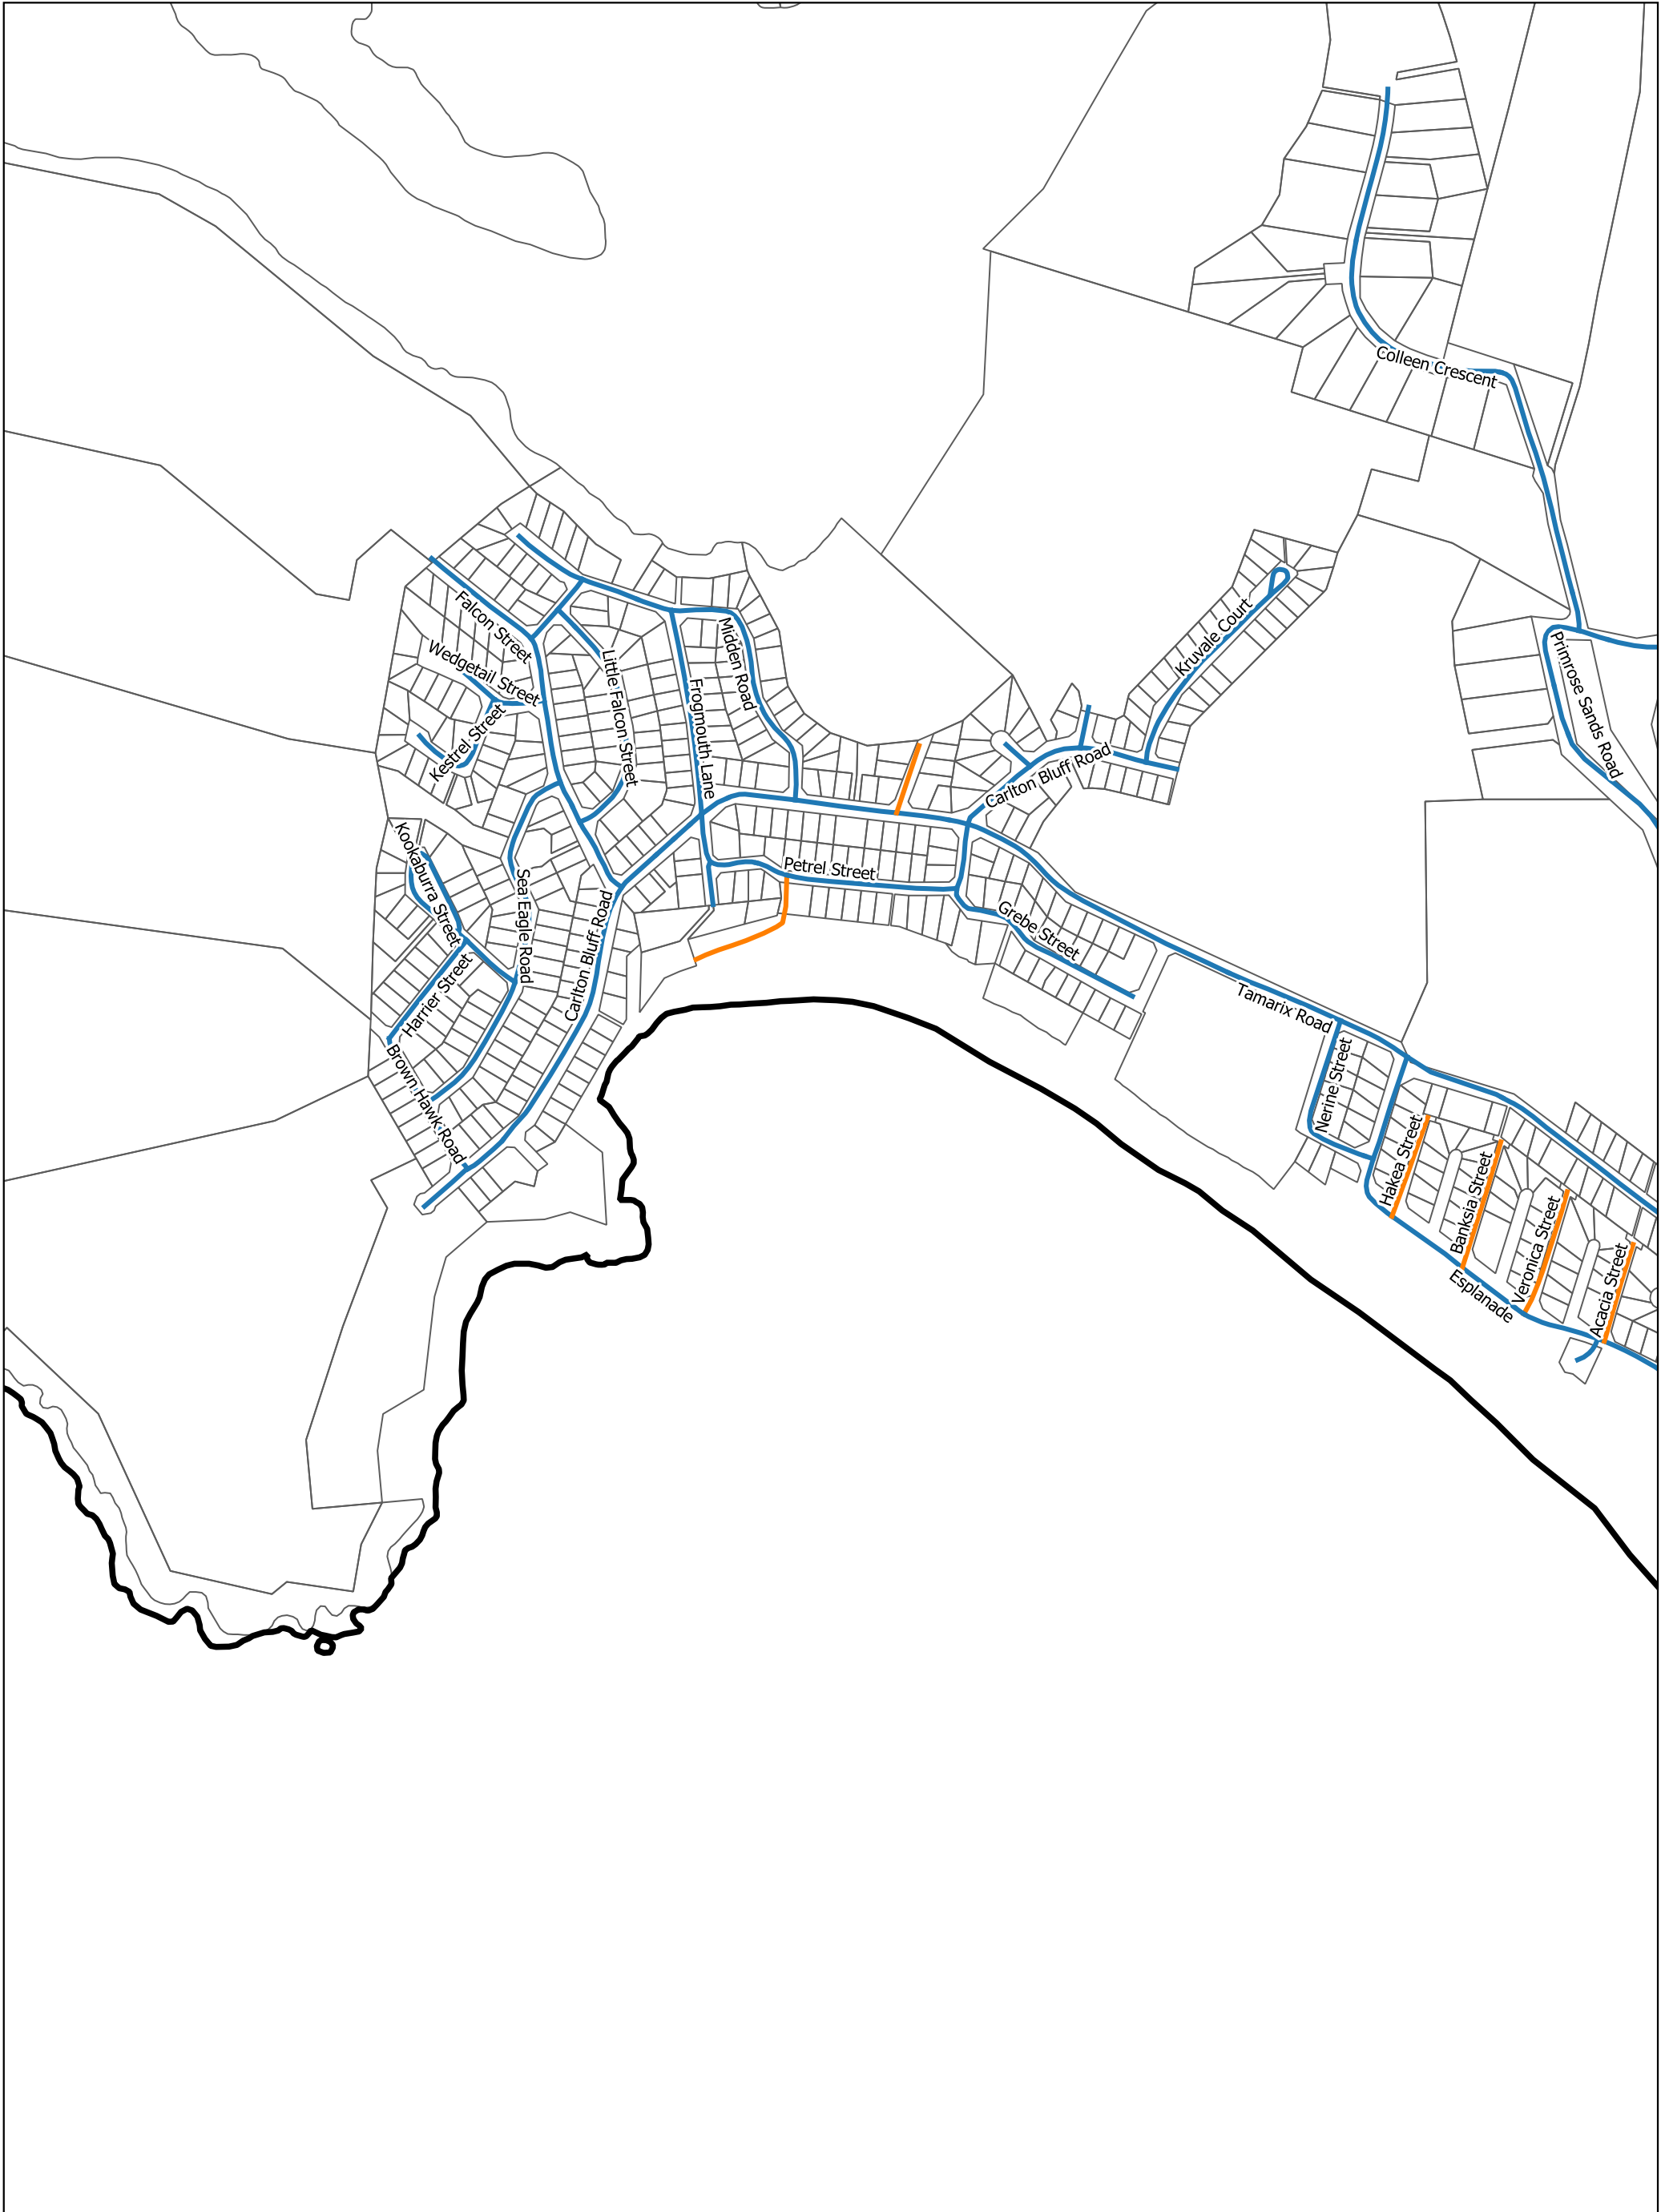 Colleen Crescent
Falcon Street
Kruvale Court
Midden Road
Primrose Sands Road
Wedgetail Street
Little Falcon Street
Frogmouth Lane
Kestrel Street
Carlton Bluff Road
Kookaburra Street
Petrel Street
Sea Eagle Road
Carlton Bluff Road
Grebe Street
Harrier Street
Tamarix Road
Brown Hawk Road
Nerine Street
Hakea Street
Banksia Street
Veronica Street
Acacia Street
Esplanade